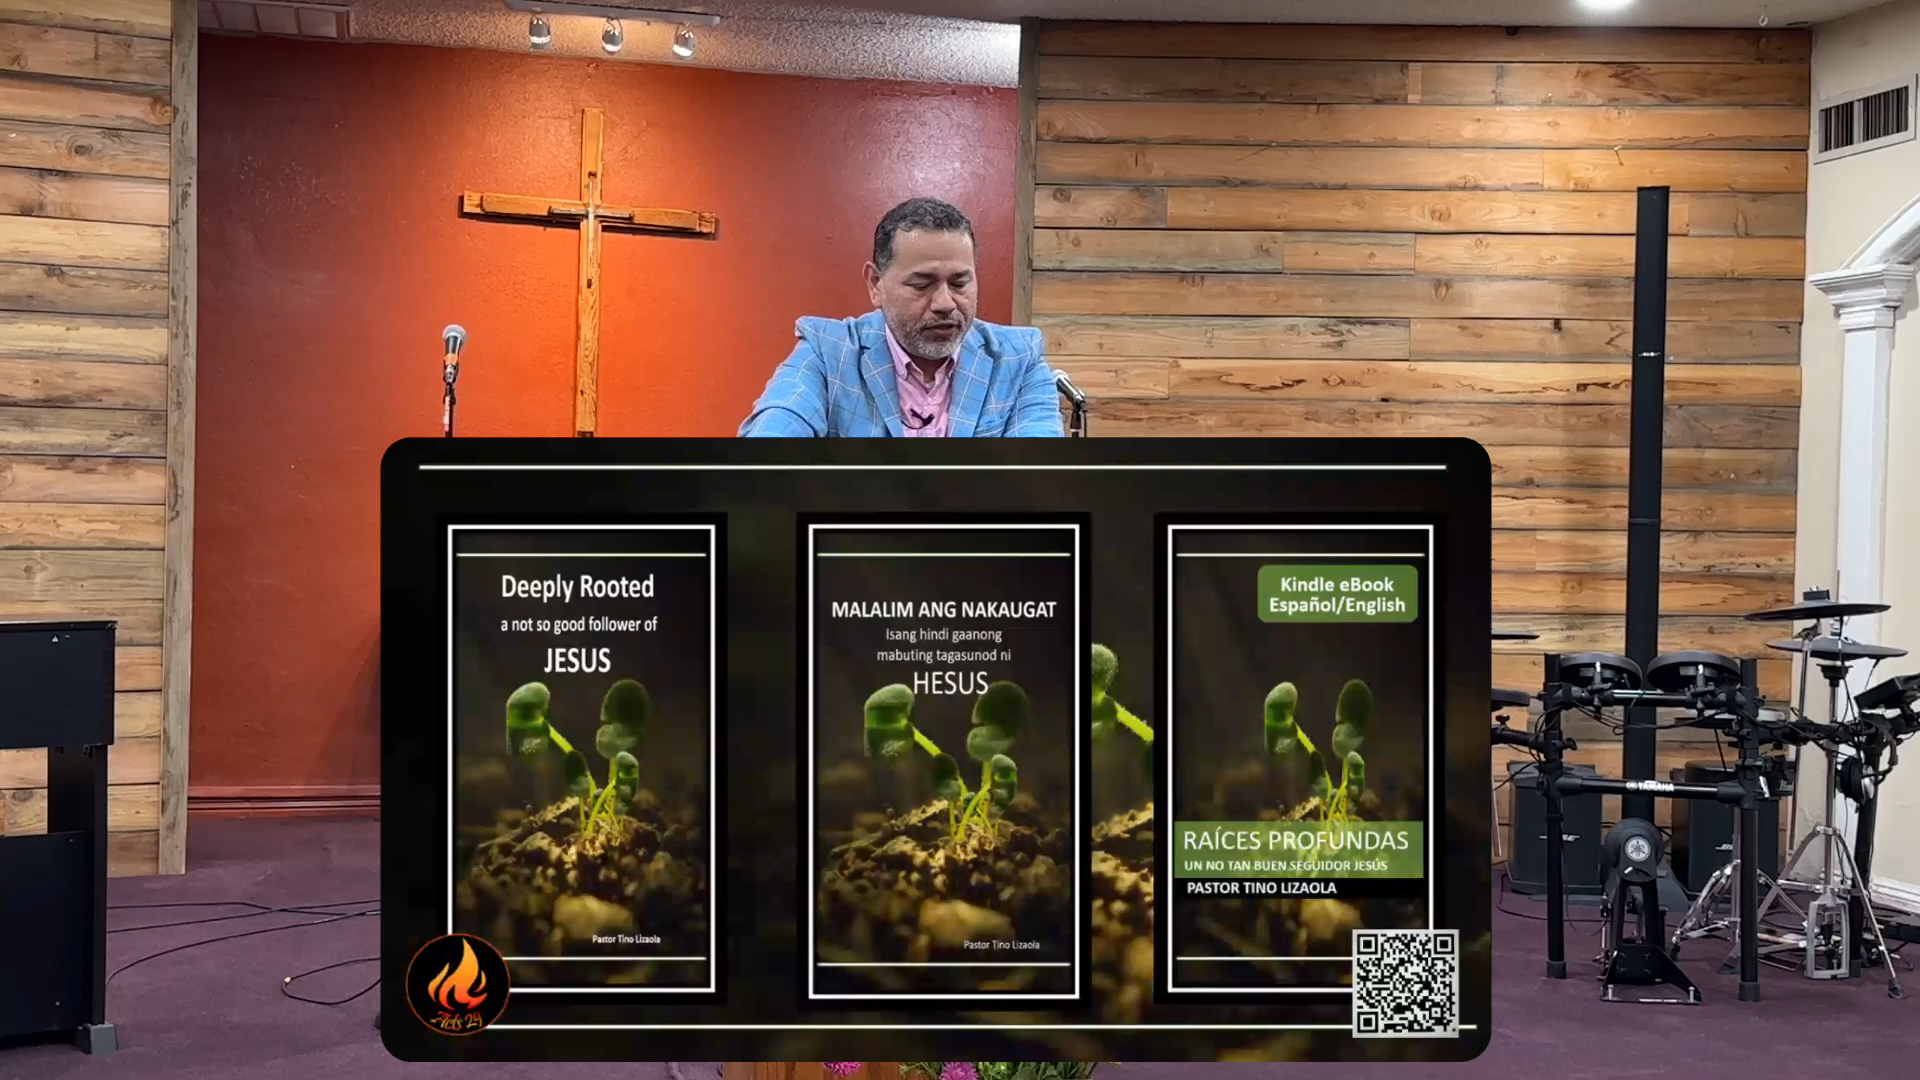 Deeply Rooted
a not so good follower of
JESUS
Pastor Tino Lizaola
MALALIM ANG NAKAUGAT
Isang hindi gaanong
mabuting tagasunod ni
HESUS
Pastor Tino Lizaola
Kindle eBook
Español/English
RAÍCES PROFUNDAS
UN NO TAN BUEN SEGUIDOR JESÚS
PASTOR TINO LIZAOLA
Acts 29
YAMAHA